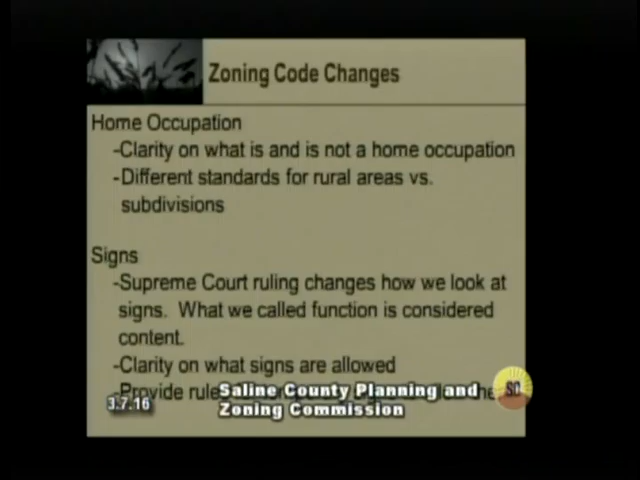 Zoning Code Changes
Home Occupation
-Clarity on what is and is not a home occupation
-Different standards for rural areas vs.
subdivisions
Signs
-Supreme Court ruling changes how we look at
signs. What we called function is considered
content.
-Clarity on what signs are allowed
-Provide
3.7.16
Saline County Planning and
Zoning Commission
SC